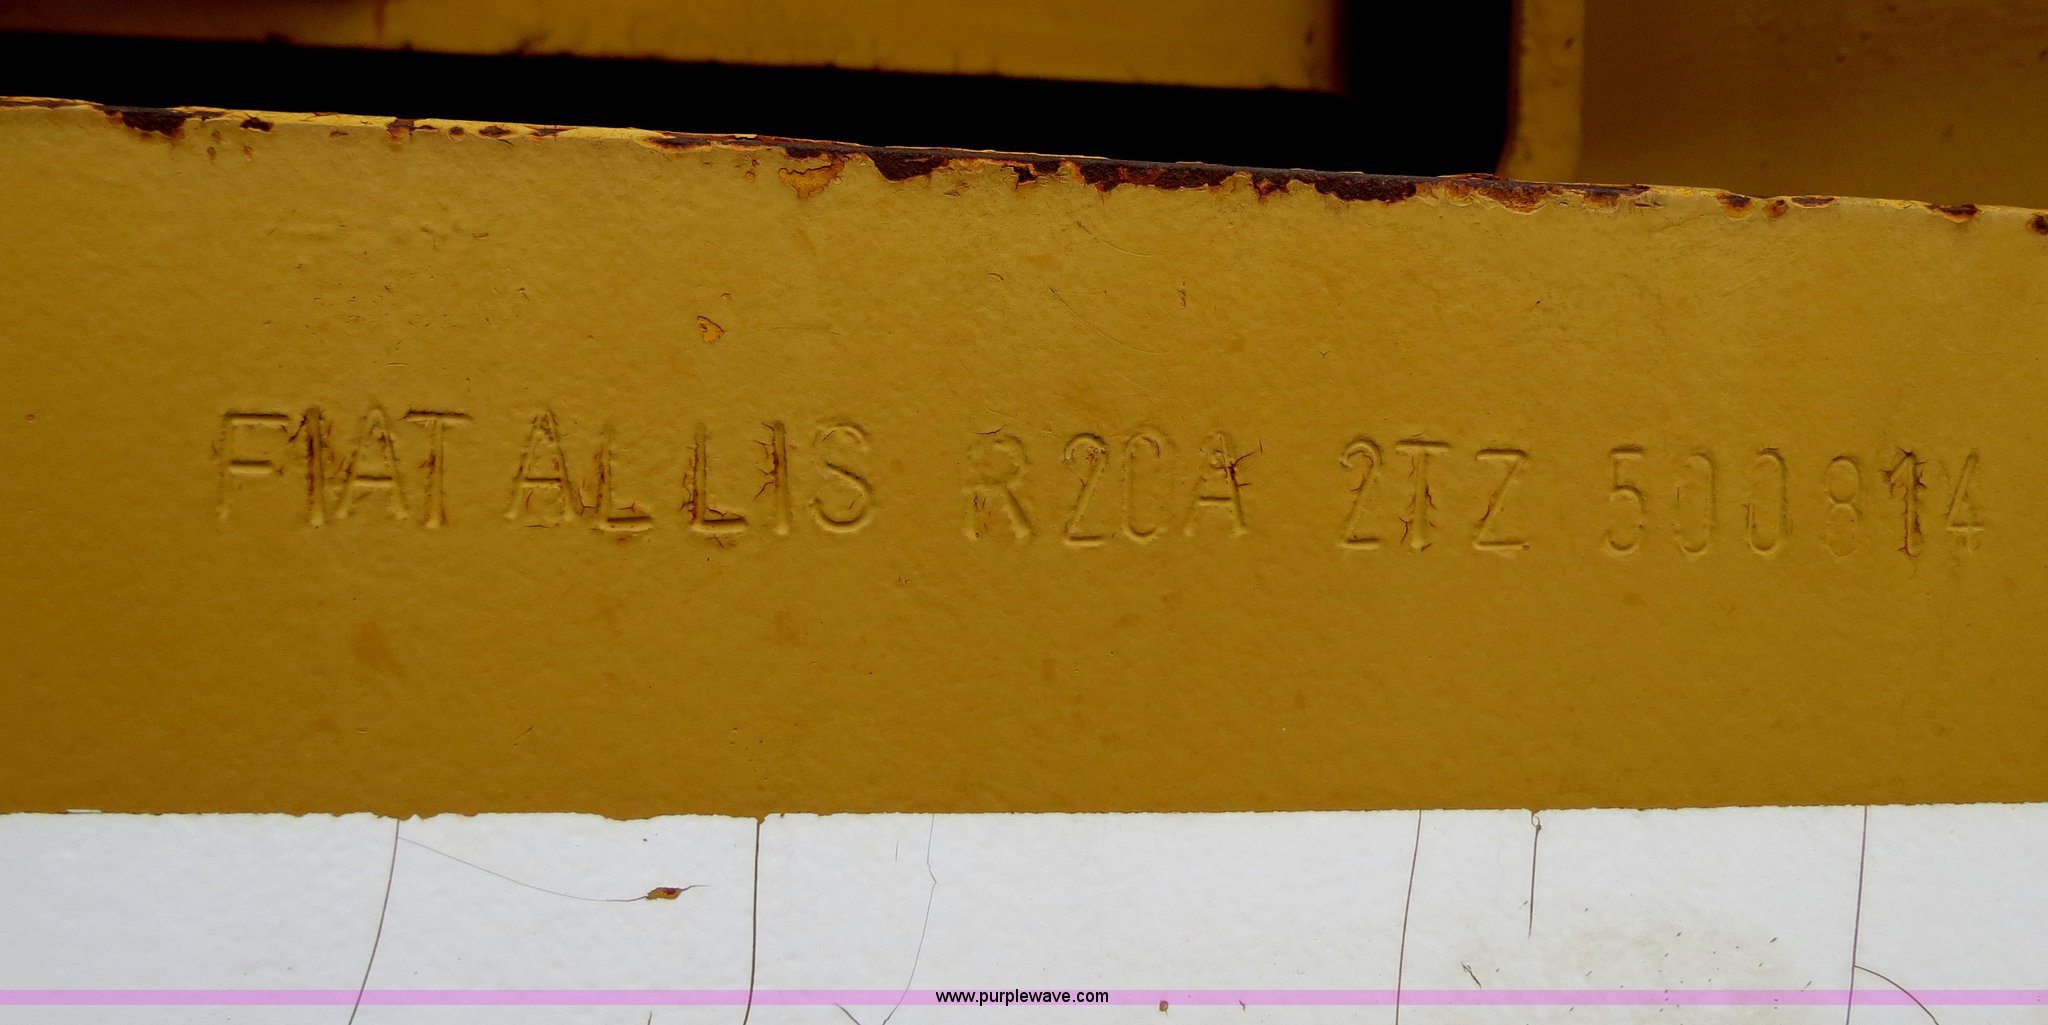 FIAT ALLIS R20A 2TZ 500814
www.purplewave.com